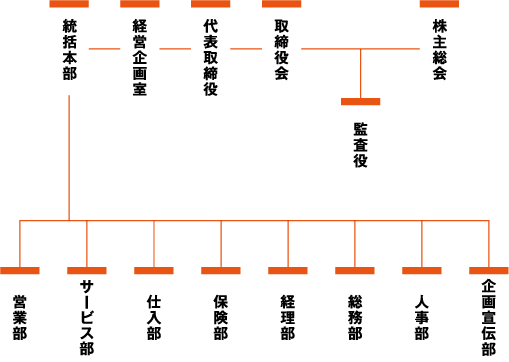 株主総会
取締役会
代表取締役
経営企画室
統括本部
監査役
企画宣伝部
人事部
総務部
経理部
保険部
仕入部
サービス部
営業部